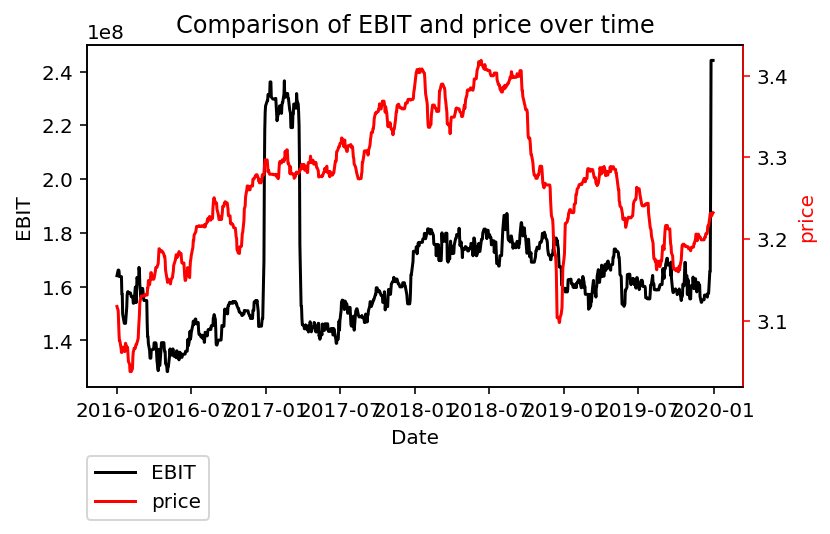 Comparison of EBIT and price over time
1e8
2.4
2.2
2.0
1.8
1.6
1.4
EBIT
3.4
3.3
3.2
3.1
price
2016-01 2016-07 2017-01 2017-07 2018-01 2018-07 2019-01 2019-07 2020-01
Date
EBIT
price